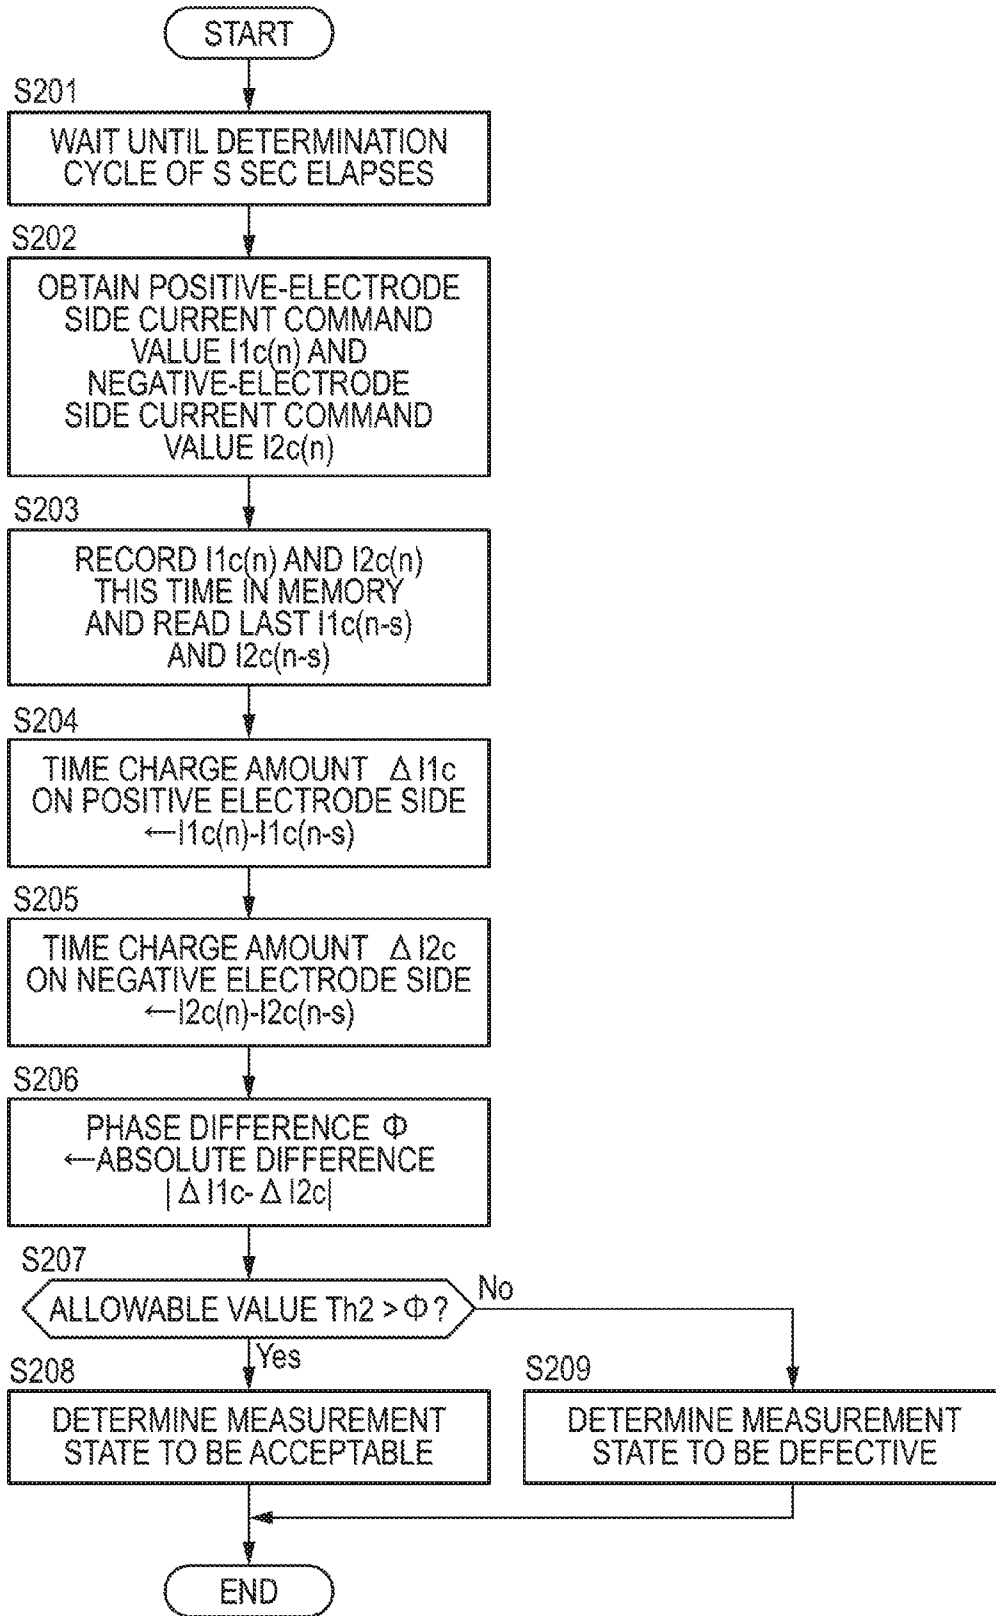 START
S201
WAIT UNTIL DETERMINATION
CYCLE OF S SEC ELAPSES
S202
OBTAIN POSITIVE-ELECTRODE
SIDE CURRENT COMMAND
VALUE I1c(n) AND
NEGATIVE-ELECTRODE
SIDE CURRENT COMMAND
VALUE I2c(n)
S203
RECORD I1c(n) AND I2c(n)
THIS TIME IN MEMORY
AND READ LAST I1c(n-s)
AND I2c(n-s)
S204
TIME CHARGE AMOUNT Δ I1c
ON POSITIVE ELECTRODE SIDE
←I1c(n)-I1c(n-s)
S205
TIME CHARGE AMOUNT Δ I2c
ON NEGATIVE ELECTRODE SIDE
←I2c(n)-I2c(n-s)
S206
PHASE DIFFERENCE Φ
←ABSOLUTE DIFFERENCE
| Δ I1c- Δ I2c|
S207
ALLOWABLE VALUE Th2 > Φ ?
No
Yes
S208
DETERMINE MEASUREMENT
STATE TO BE ACCEPTABLE
S209
DETERMINE MEASUREMENT
STATE TO BE DEFECTIVE
END